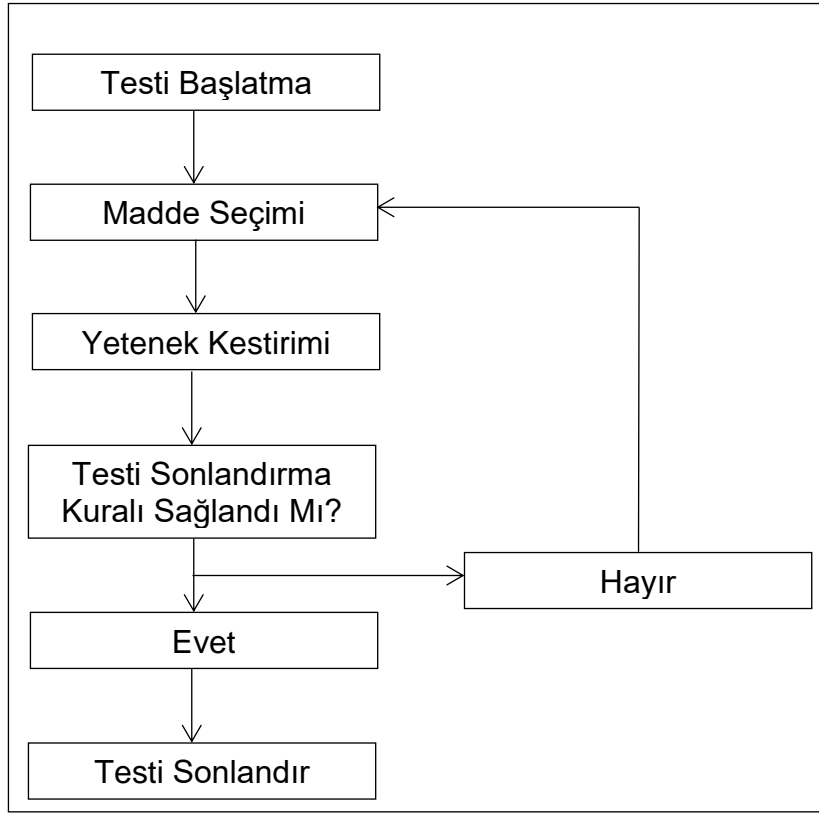 Testi Başlatma
Madde Seçimi
Yetenek Kestirimi
Testi Sonlandırma
Kuralı Sağlandı Mı?
Hayır
Evet
Testi Sonlandır